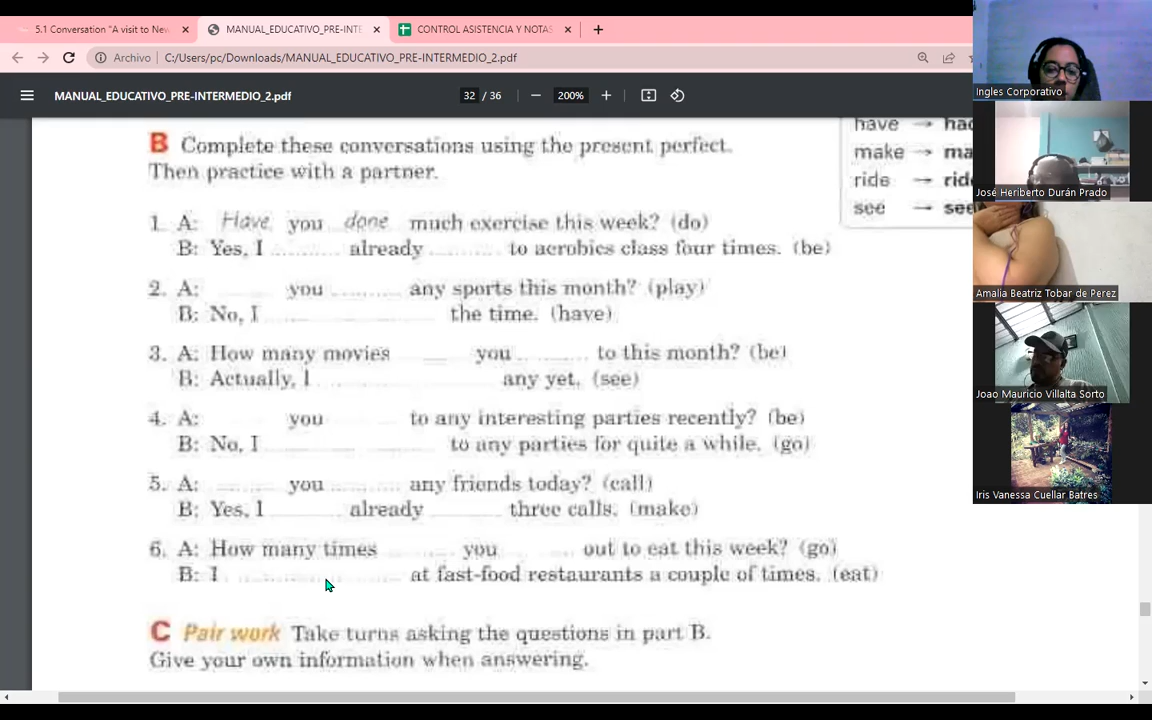 5.1 Conversation "A visit to New
MANUAL_EDUCATIVO_PRE-INTE
CONTROL ASISTENCIA Y NOTAS
Archivo C:/Users/pc/Downloads/MANUAL_EDUCATIVO_PRE-INTERMEDIO_2.pdf
MANUAL_EDUCATIVO_PRE-INTERMEDIO_2.pdf 32 / 36 200%
B Complete these conversations using the present perfect.
Then practice with a partner.
have → had
make → ma
ride → rid
see → see
1. A: Have you done much exercise this week? (do)
B: Yes, I already to aerobics class four times. (be)
2. A: you any sports this month? (play)
B: No, I the time. (have)
3. A: How many movies you to this month? (be)
B: Actually, I any yet. (see)
4. A: you to any interesting parties recently? (be)
B: No, I to any parties for quite a while. (go)
5. A: you any friends today? (call)
B: Yes, I already three calls. (make)
6. A: How many times you out to eat this week? (go)
B: I at fast-food restaurants a couple of times. (eat)
C Pair work Take turns asking the questions in part B.
Give your own information when answering.
Ingles Corporativo
José Heriberto Durán Prado
Amalia Beatriz Tobar de Perez
Joao Mauricio Villalta Sorto
Iris Vanessa Cuellar Batres